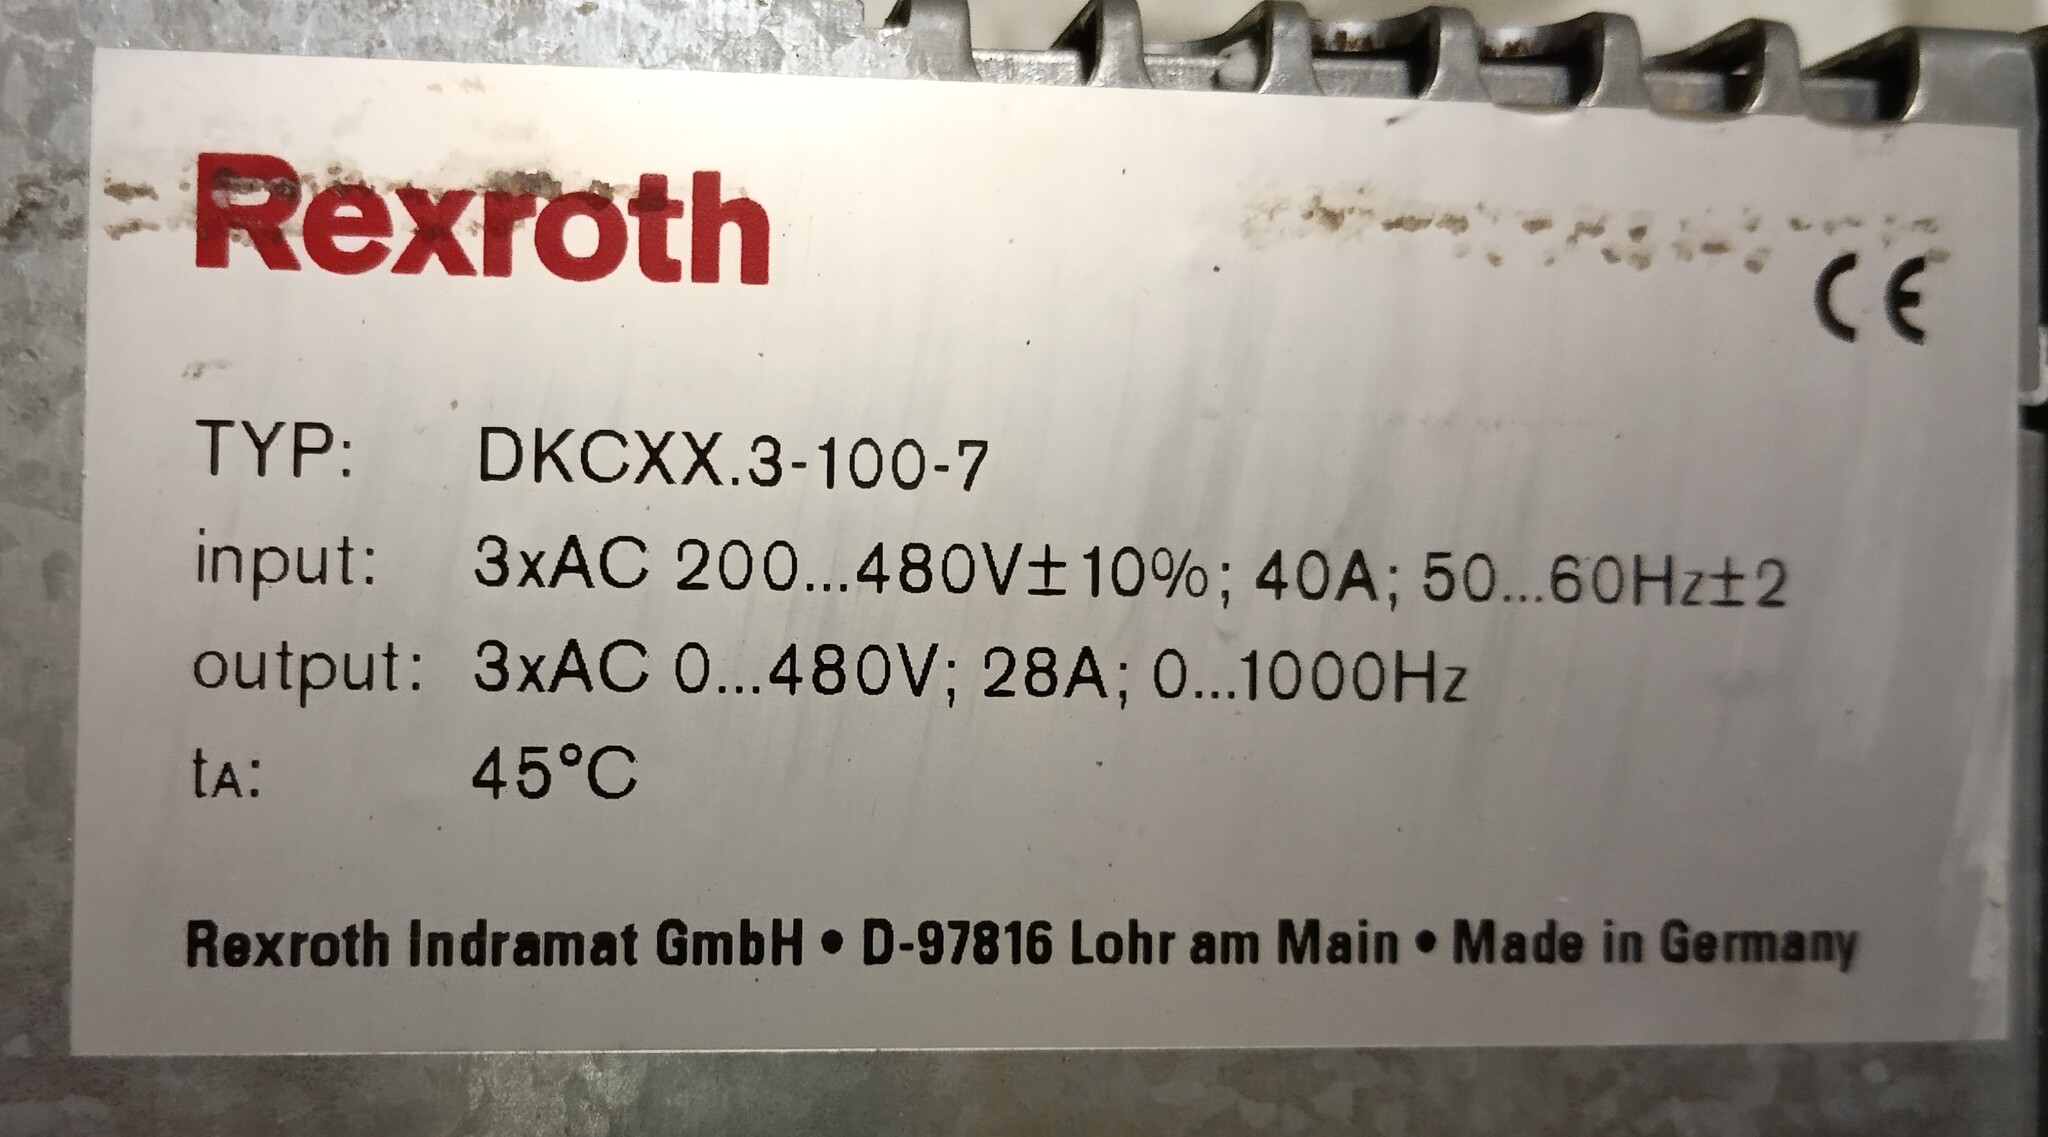 Rexroth
CE
TYP: DKCXX.3-100-7
input: 3xAC 200...480V±10%; 40A; 50...60Hz±2
output: 3xAC 0...480V; 28A; 0...1000Hz
tA: 45°C
Rexroth Indramat GmbH • D-97816 Lohr am Main • Made in Germany